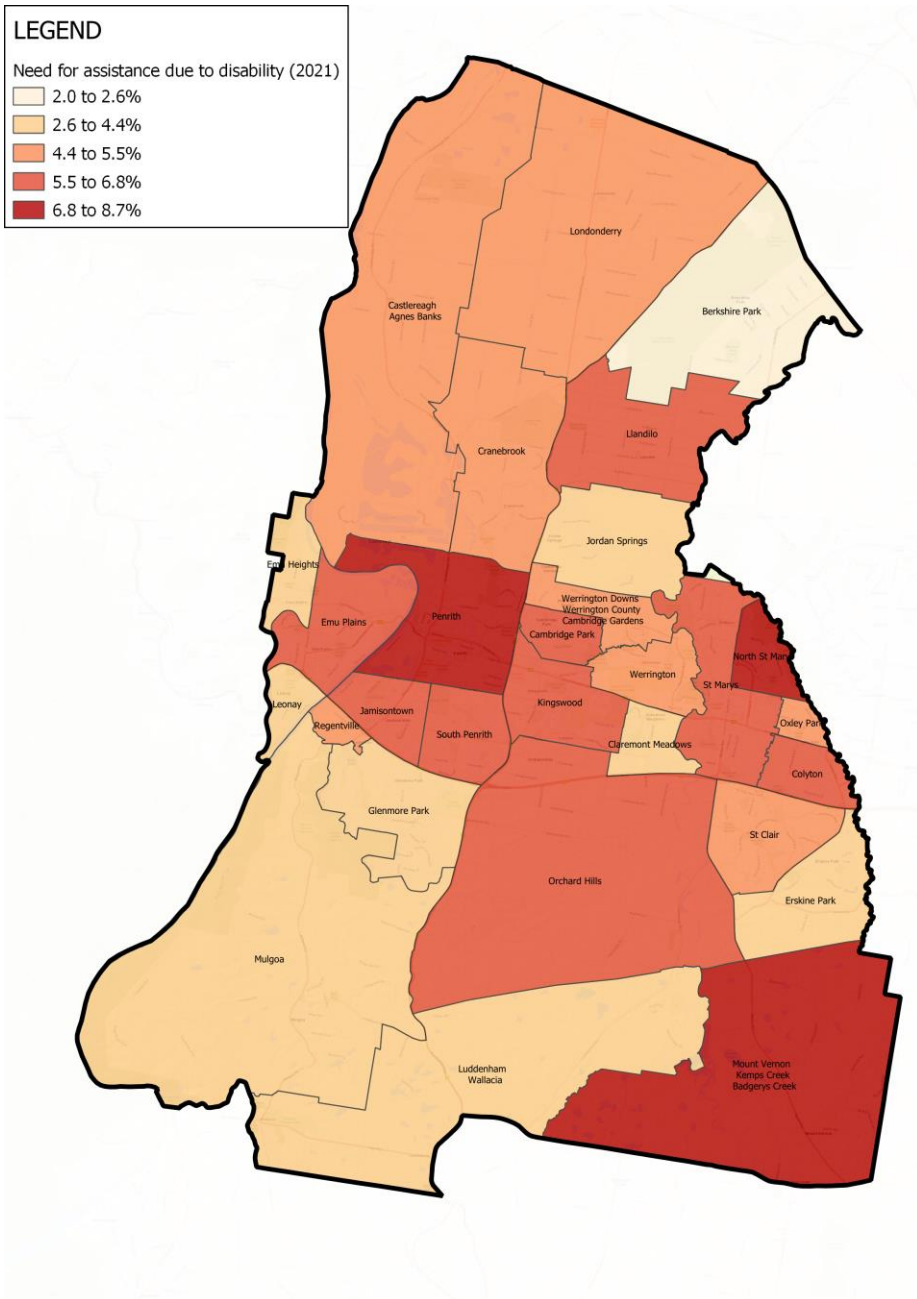 LEGEND
Need for assistance due to disability (2021)
2.0 to 2.6%
2.6 to 4.4%
4.4 to 5.5%
5.5 to 6.8%
6.8 to 8.7%
Londonderry
Castlereagh
Agnes Banks
Berkshire Park
Llandilo
Cranebrook
Jordan Springs
Emu Heights
Werrington Downs
Werrington County
Cambridge Gardens
Penrith
Emu Plains
Cambridge Park
North St Mary
Werrington
St Marys
Leonay
Kingswood
Jamisontown
Regentville
Oxley Park
South Penrith
Claremont Meadows
Colyton
Glenmore Park
St Clair
Orchard Hills
Erskine Park
Mulgoa
Luddenham
Wallacia
Mount Vernon
Kemps Creek
Badgerys Creek